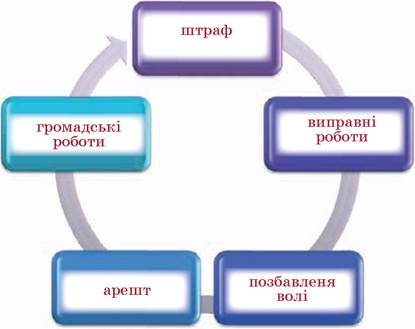 штраф
виправні
роботи
позбавленя
волі
арешт
громадські
роботи